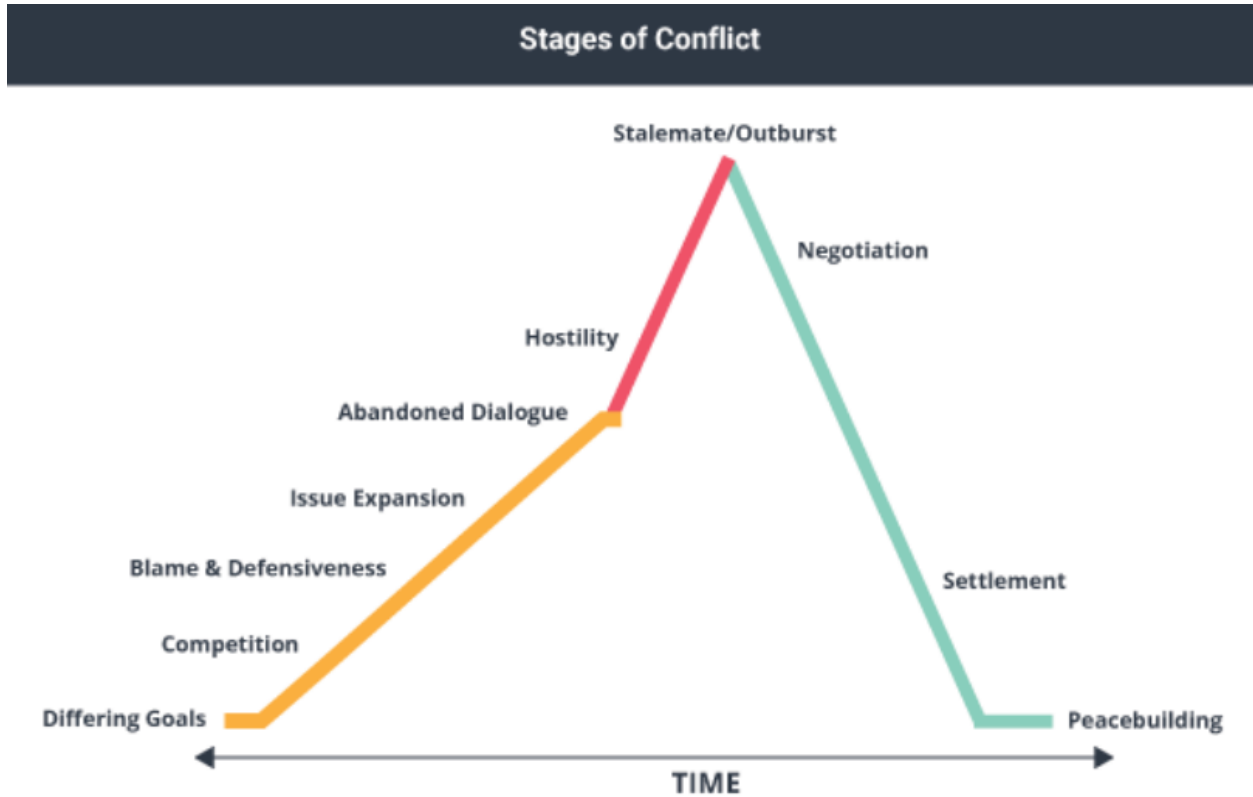 Stages of Conflict
Stalemate/Outburst
Negotiation
Hostility
Abandoned Dialogue
Issue Expansion
Blame & Defensiveness
Settlement
Competition
Differing Goals
Peacebuilding
TIME